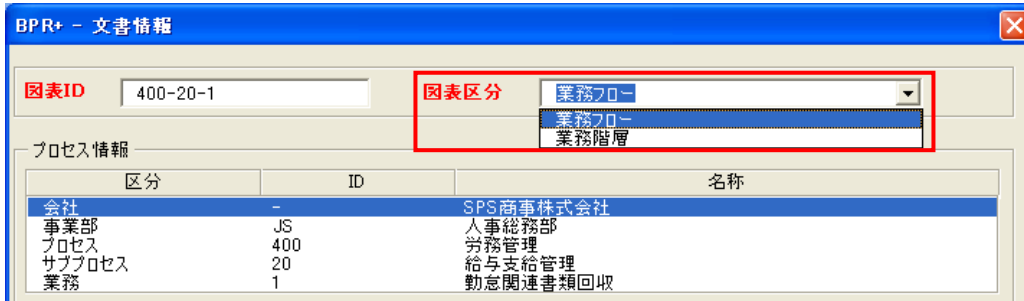 BPR+ - 文書情報
図表ID 400-20-1 図表区分 業務フロー
業務フロー
業務階層
プロセス情報
区分 ID 名称
会社 - SPS商事株式会社
事業部 JS 人事総務部
プロセス 400 労務管理
サブプロセス 20 給与支給管理
業務 1 勤怠関連書類回収